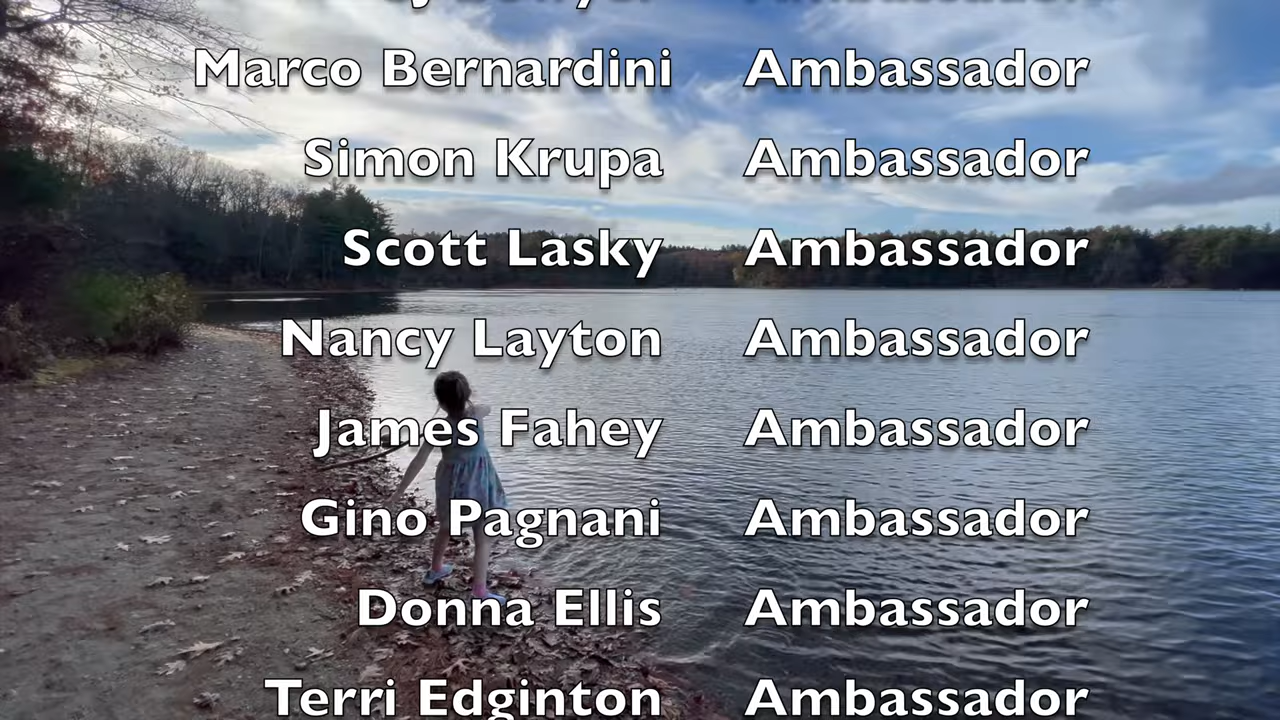 Marco Bernardini Ambassador
Simon Krupa Ambassador
Scott Lasky Ambassador
Nancy Layton Ambassador
James Fahey Ambassador
Gino Pagnani Ambassador
Donna Ellis Ambassador
Terri Edginton Ambassador